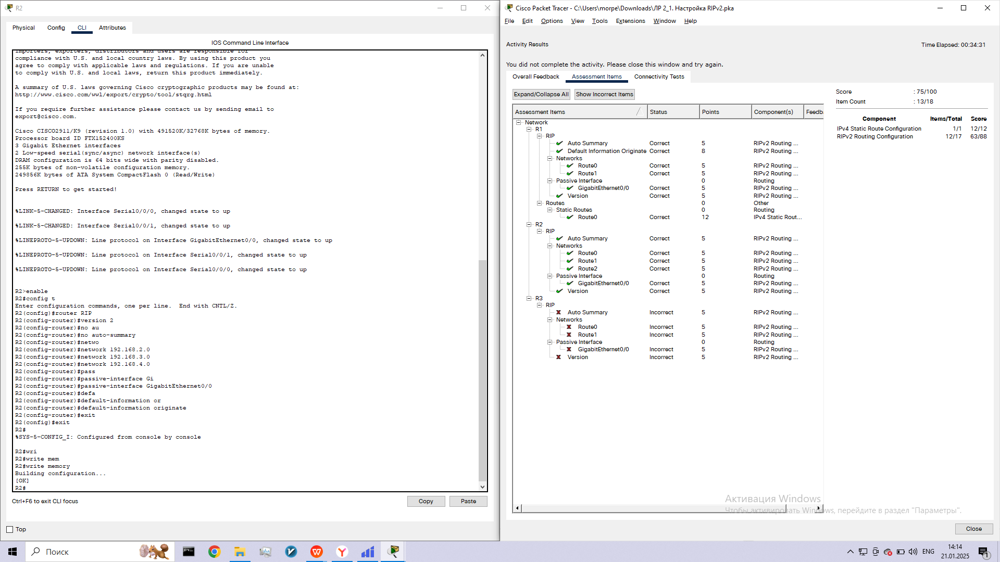 R2
Physical
Config
CLI
Attributes
IOS Command Line Interface
importers, exporters, distributors and users are responsible for
compliance with U.S. and local country laws. By using this product you
agree to comply with applicable laws and regulations. If you are unable
to comply with U.S. and local laws, return this product immediately.
A summary of U.S. laws governing Cisco cryptographic products may be found at:
http://www.cisco.com/wwl/export/crypto/tool/stqrg.html
If you require further assistance please contact us by sending email to
export@cisco.com.
Cisco CISCO2911/K9 (revision 1.0) with 491520K/32768K bytes of memory.
Processor board ID FTX152400KS
3 Gigabit Ethernet interfaces
2 Low-speed serial(sync/async) network interface(s)
DRAM configuration is 64 bits wide with parity disabled.
255K bytes of non-volatile configuration memory.
249856K bytes of ATA System CompactFlash 0 (Read/Write)
Press RETURN to get started!
%LINK-5-CHANGED: Interface Serial0/0/0, changed state to up
%LINK-5-CHANGED: Interface Serial0/0/1, changed state to up
%LINEPROTO-5-UPDOWN: Line protocol on Interface GigabitEthernet0/0, changed state to up
%LINEPROTO-5-UPDOWN: Line protocol on Interface Serial0/0/1, changed state to up
%LINEPROTO-5-UPDOWN: Line protocol on Interface Serial0/0/0, changed state to up
R2>enable
R2#config t
Enter configuration commands, one per line.  End with CNTL/Z.
R2(config)#router RIP
R2(config-router)#version 2
R2(config-router)#no au
R2(config-router)#no auto-summary
R2(config-router)#netwo
R2(config-router)#network 192.168.2.0
R2(config-router)#network 192.168.3.0
R2(config-router)#network 192.168.4.0
R2(config-router)#pass
R2(config-router)#passive-interface Gi
R2(config-router)#passive-interface GigabitEthernet0/0
R2(config-router)#defa
R2(config-router)#default-information or
R2(config-router)#default-information originate
R2(config-router)#exit
R2(config)#exit
R2#
%SYS-5-CONFIG_I: Configured from console by console
R2#wri
R2#write mem
R2#write memory
Building configuration...
[OK]
R2#
Ctrl+F6 to exit CLI focus
Copy
Paste
Top
Cisco Packet Tracer - C:\Users\morpe\Downloads\ЛР 2_1. Настройка RIPv2.pka
File Edit Options View Tools Extensions Window Help
Activity Results
Time Elapsed: 00:34:31
You did not complete the activity. Please close this window and try again.
Overall Feedback
Assessment Items
Connectivity Tests
Expand/Collapse All
Show Incorrect Items
Assessment Items Status Points Component(s) Feedb
Network
R1
RIP
Auto Summary Correct 5 RIPv2 Routing ...
Default Information Originate Correct 8 RIPv2 Routing ...
Networks
Route0 Correct 5 RIPv2 Routing ...
Route1 Correct 5 RIPv2 Routing ...
Passive Interface 0 Routing
GigabitEthernet0/0 Correct 5 RIPv2 Routing ...
Version Correct 5 RIPv2 Routing ...
Routes 0 Other
Static Routes 0 Routing
Route0 Correct 12 IPv4 Static Rout...
R2
RIP
Auto Summary Correct 5 RIPv2 Routing ...
Networks
Route0 Correct 5 RIPv2 Routing ...
Route1 Correct 5 RIPv2 Routing ...
Route2 Correct 5 RIPv2 Routing ...
Passive Interface 0 Routing
GigabitEthernet0/0 Correct 5 RIPv2 Routing ...
Version Correct 5 RIPv2 Routing ...
R3
RIP
Auto Summary Incorrect 5 RIPv2 Routing ...
Networks
Route0 Incorrect 5 RIPv2 Routing ...
Route1 Incorrect 5 RIPv2 Routing ...
Passive Interface 0 Routing
GigabitEthernet0/0 Incorrect 5 RIPv2 Routing ...
Version Incorrect 5 RIPv2 Routing ...
Score : 75/100
Item Count : 13/18
Component Items/Total Score
IPv4 Static Route Configuration 1/1 12/12
RIPv2 Routing Configuration 12/17 63/88
Активация Windows
Чтобы активировать Windows, перейдите в раздел "Параметры".
Close
Поиск
ENG
14:14
21.01.2025
1